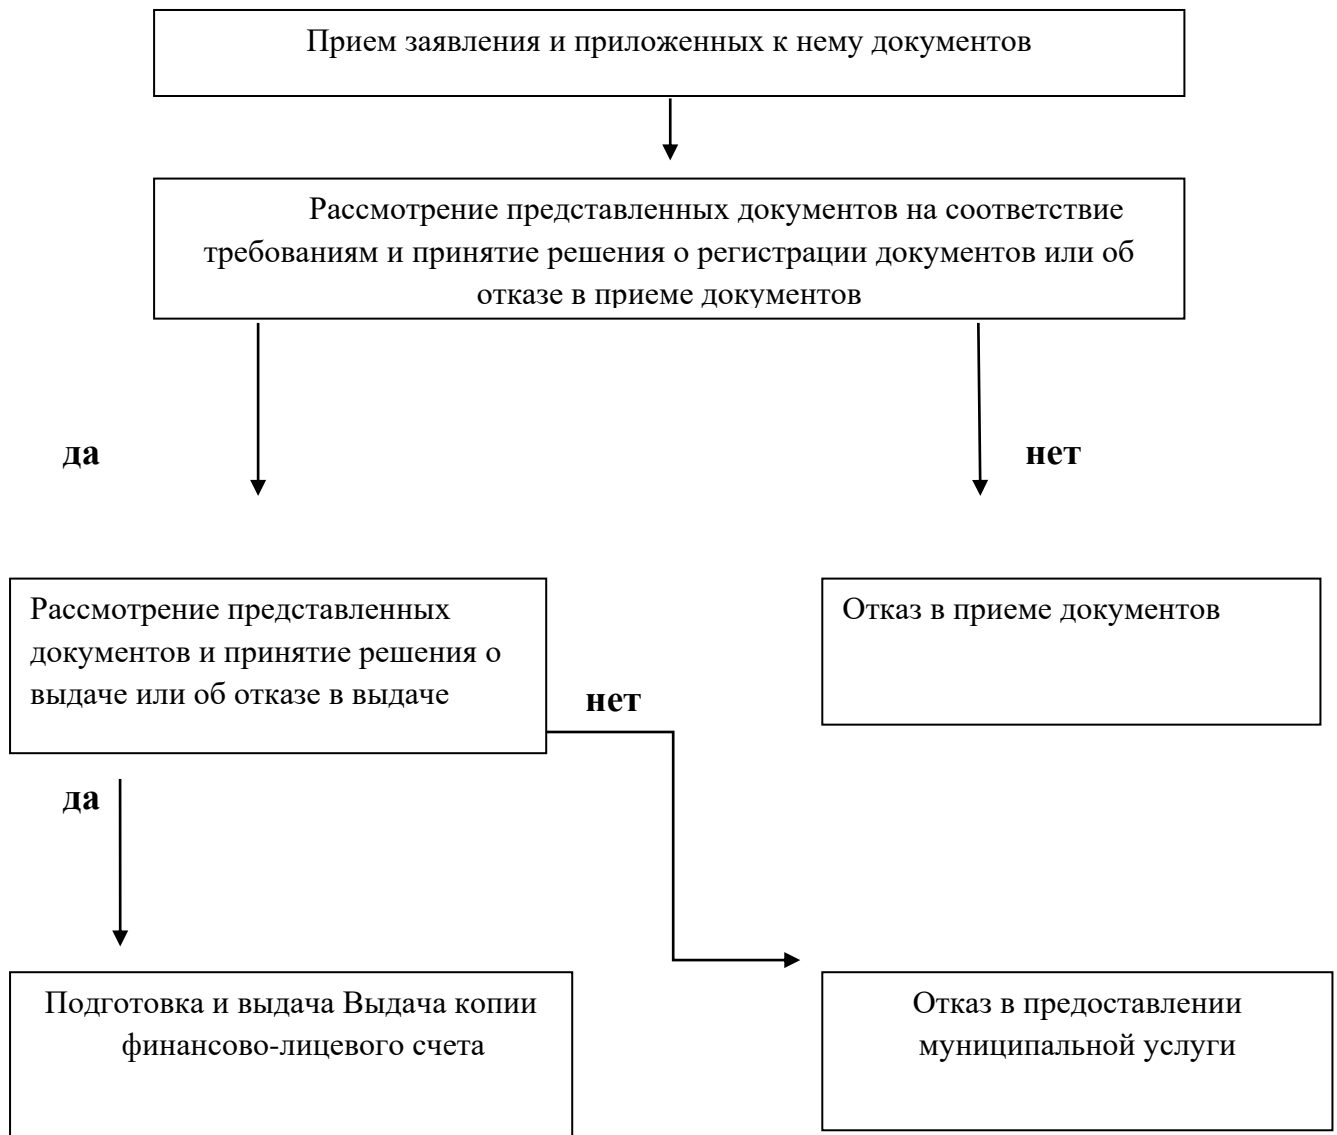 Прием заявления и приложенных к нему документов
Рассмотрение представленных документов на соответствие
требованиям и принятие решения о регистрации документов или об
отказе в приеме документов
да
нет
Рассмотрение представленных
документов и принятие решения о
выдаче или об отказе в выдаче
Отказ в приеме документов
нет
да
Подготовка и выдача Выдача копии
финансово-лицевого счета
Отказ в предоставлении
муниципальной услуги